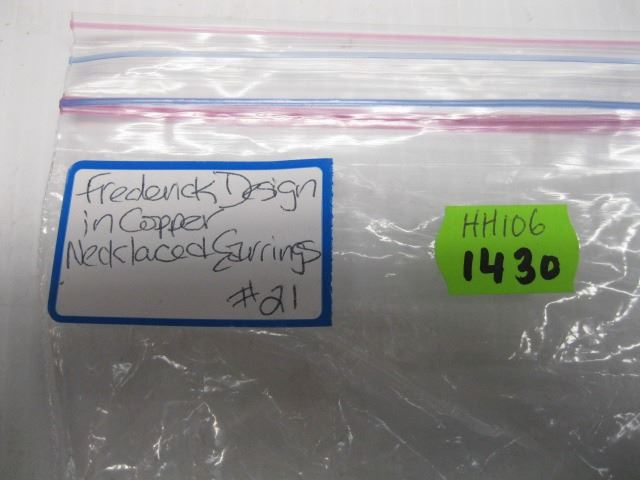 Frederick Design
in Copper
Necklace & Earrings
#21
HH106
1430